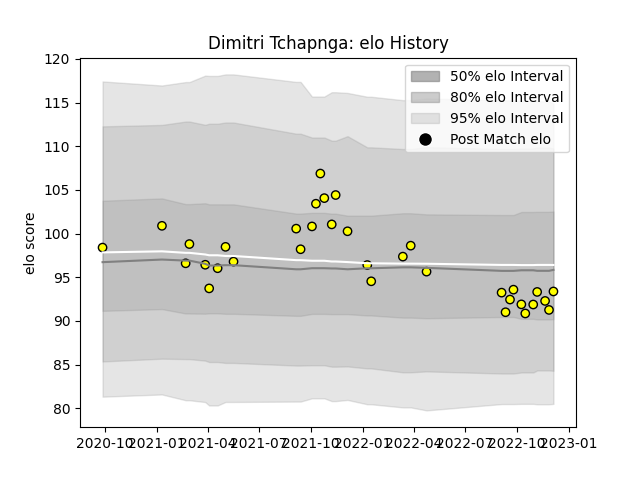 Dimitri Tchapnga: elo History
50% elo Interval
80% elo Interval
95% elo Interval
Post Match elo
elo score
120
115
110
105
100
95
90
85
80
2020-10 2021-01 2021-04 2021-07 2021-10 2022-01 2022-04 2022-07 2022-10 2023-01